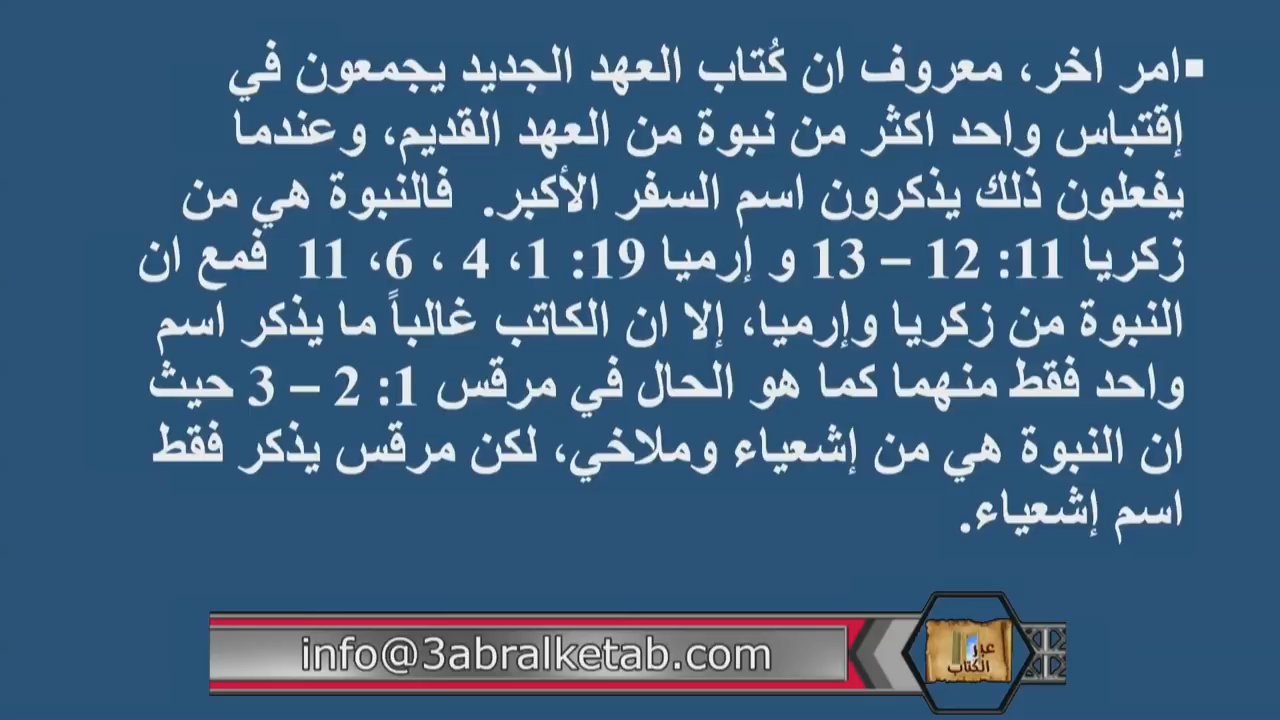 ▪امر اخر، معروف ان كُتاب العهد الجديد يجمعون في
إقتباس واحد اكثر من نبوة من العهد القديم، وعندما
يفعلون ذلك يذكرون اسم السفر الأكبر. فالنبوة هي من
زكريا 11: 12 – 13 و إرميا 19: 1، 4 ، 6، 11 فمع ان
النبوة من زكريا وإرميا، إلا ان الكاتب غالباً ما يذكر اسم
واحد فقط منهما كما هو الحال في مرقس 1: 2 – 3 حيث
ان النبوة هي من إشعياء وملاخي، لكن مرقس يذكر فقط
اسم إشعياء.
info@3abralketab.com
عبر
الكتاب